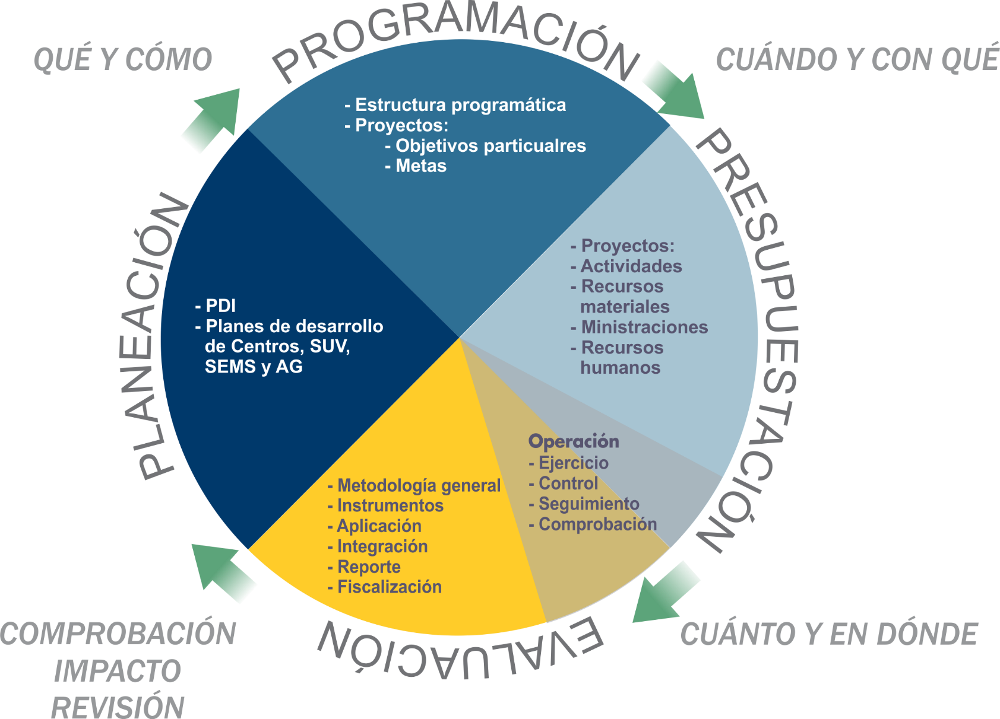 PROGRAMACIÓN
QUÉ Y CÓMO
CUÁNDO Y CON QUÉ
- Estructura programática
- Proyectos:
- Objetivos particualres
- Metas
PRESUPUESTACIÓN
- Proyectos:
- Actividades
- Recursos
materiales
- Ministraciones
- Recursos
humanos
PLANEACIÓN
- PDI
- Planes de desarrollo
de Centros, SUV,
SEMS y AG
Operación
- Ejercicio
- Control
- Seguimiento
- Comprobación
- Metodología general
- Instrumentos
- Aplicación
- Integración
- Reporte
- Fiscalización
EVALUACIÓN
CUÁNTO Y EN DÓNDE
COMPROBACIÓN
IMPACTO
REVISIÓN